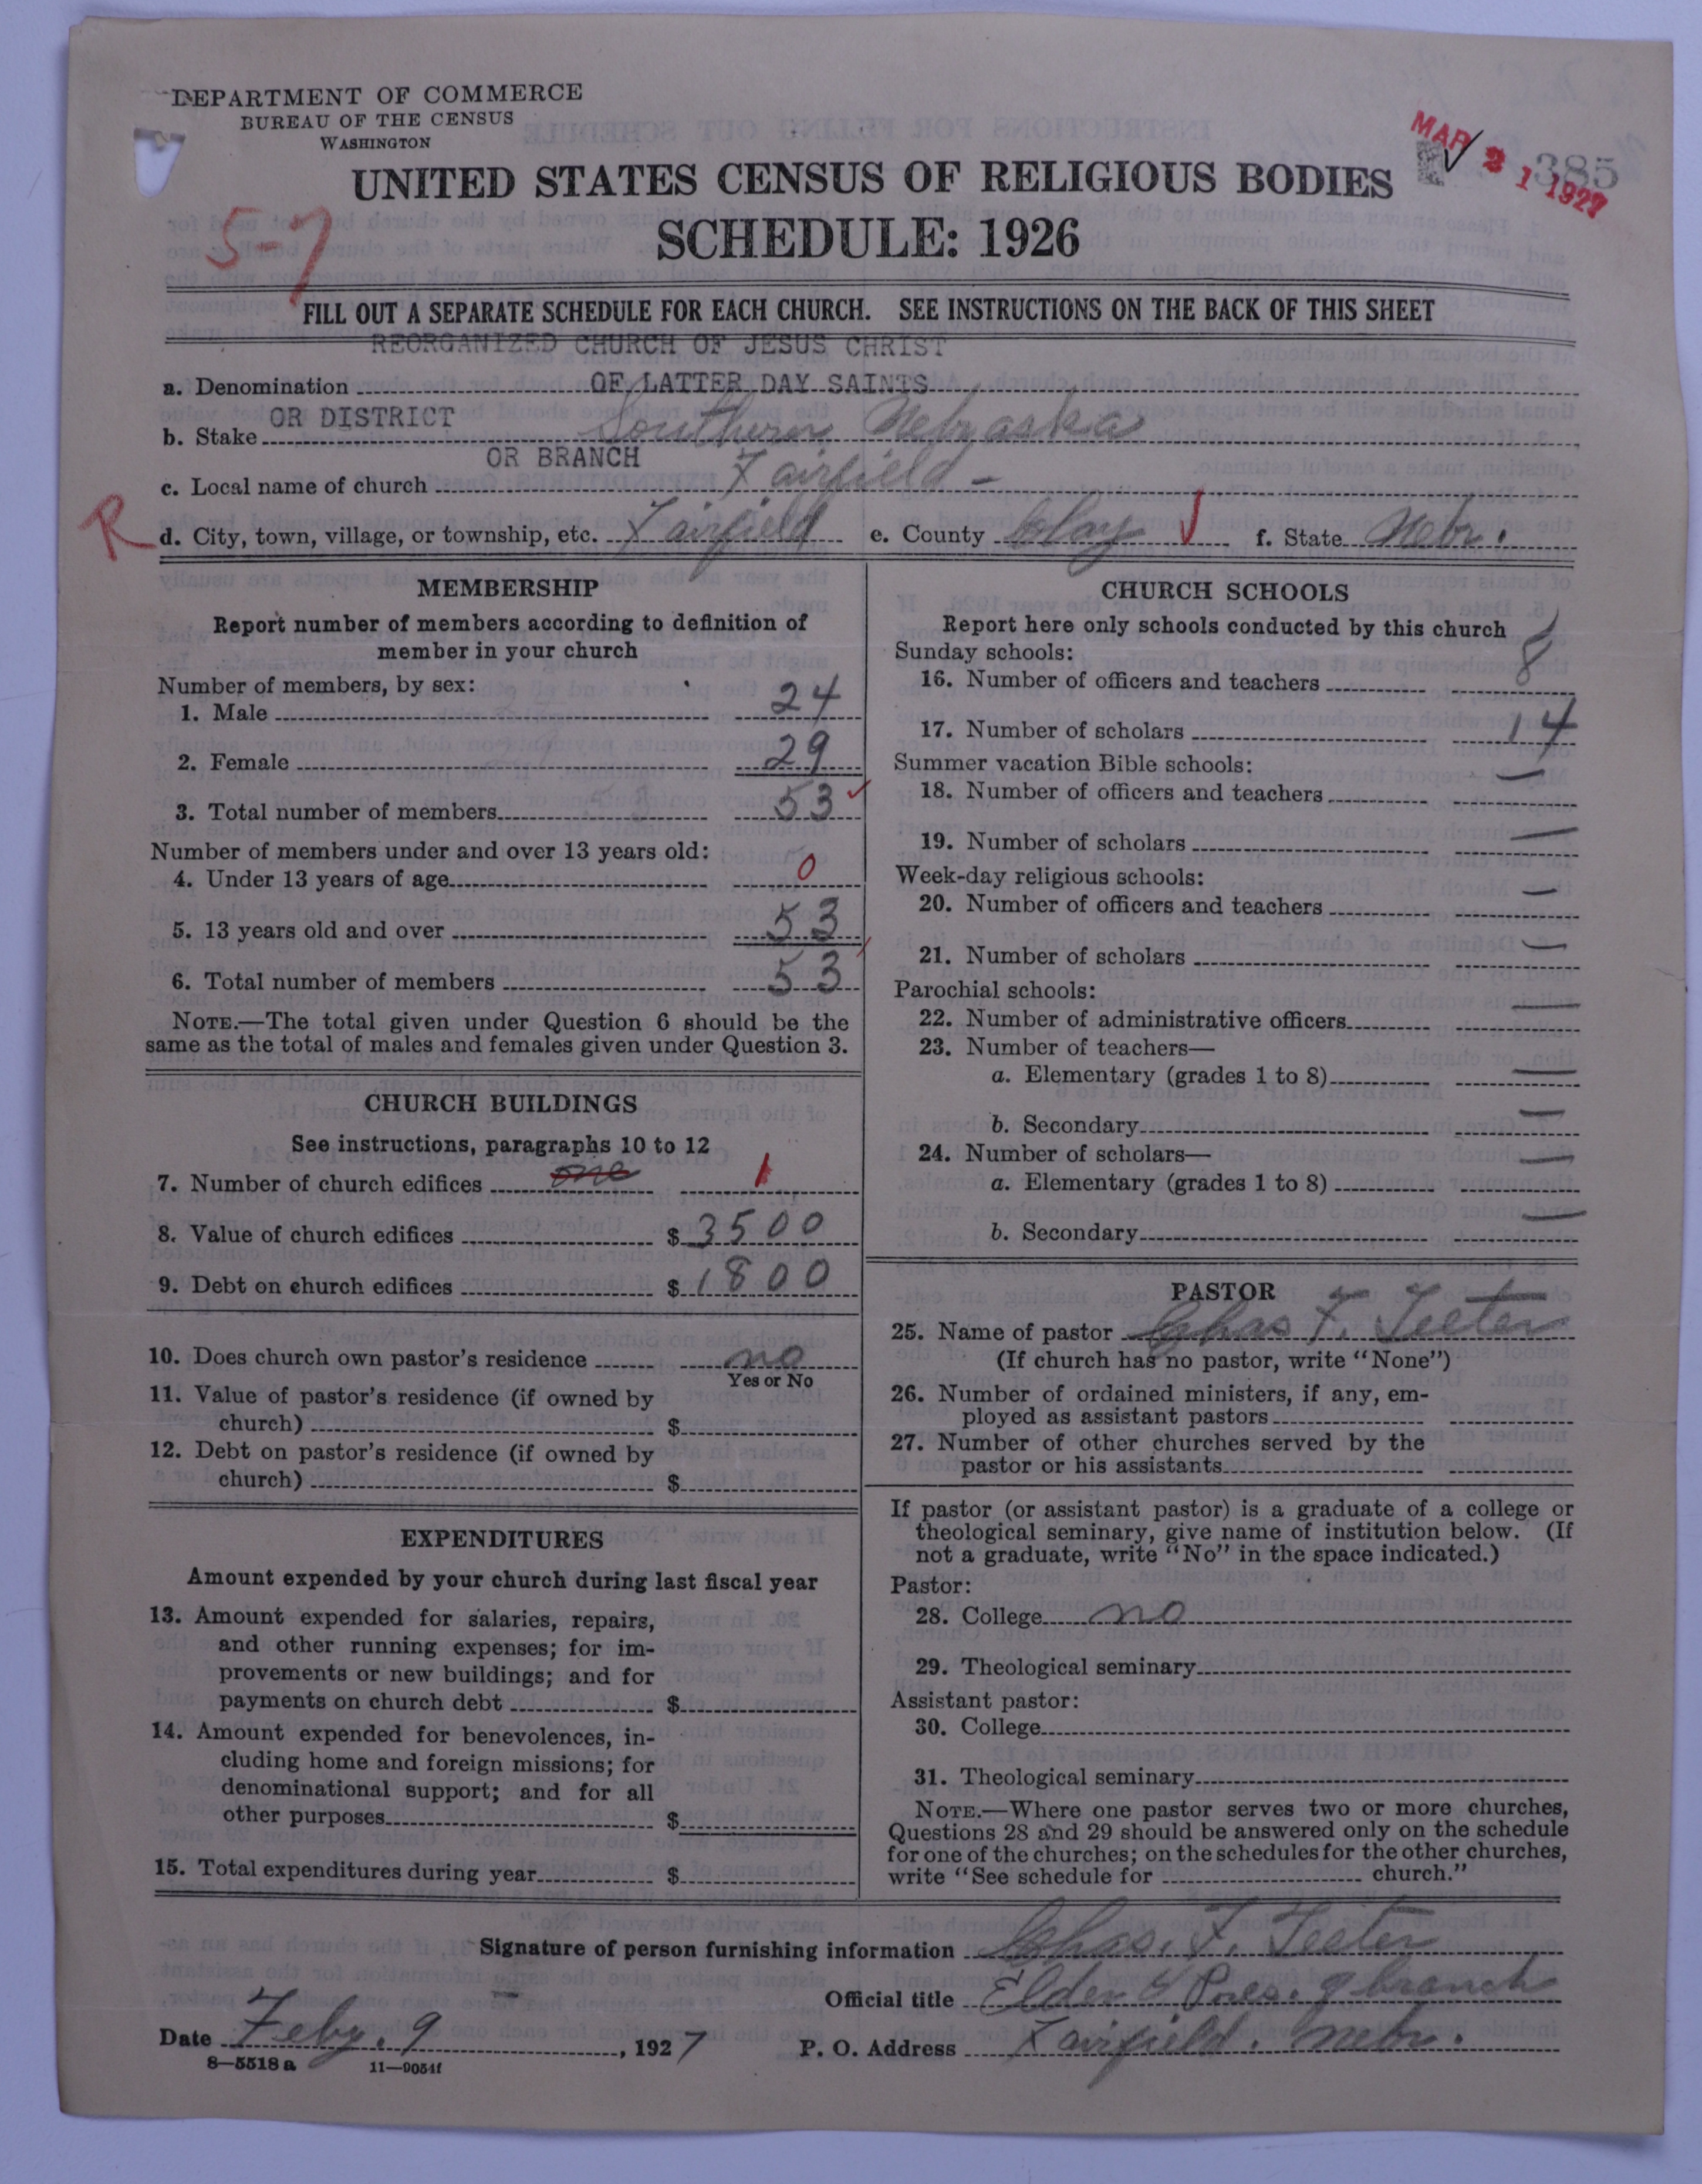 DEPARTMENT OF COMMERCE
BUREAU OF THE CENSUS
WASHINGTON
MAR 21 1927
385
UNITED STATES CENSUS OF RELIGIOUS BODIES
SCHEDULE: 1926
5-7
FILL OUT A SEPARATE SCHEDULE FOR EACH CHURCH. SEE INSTRUCTIONS ON THE BACK OF THIS SHEET
REORGANIZED CHURCH OF JESUS CHRIST
a. Denomination OF LATTER DAY SAINTS
OR DISTRICT
b. Stake Southern Nebraska
OR BRANCH
c. Local name of church Fairfield -
R d. City, town, village, or township, etc. Fairfield e. County Clay f. State Nebr.
MEMBERSHIP
Report number of members according to definition of
member in your church
Number of members, by sex:
1. Male 24
2. Female 29
3. Total number of members 53
Number of members under and over 13 years old:
4. Under 13 years of age 0
5. 13 years old and over 53
6. Total number of members 53
NOTE.—The total given under Question 6 should be the
same as the total of males and females given under Question 3.
CHURCH BUILDINGS
See instructions, paragraphs 10 to 12
7. Number of church edifices one 1
8. Value of church edifices $ 3500
9. Debt on church edifices $ 1800
10. Does church own pastor's residence no
Yes or No
11. Value of pastor's residence (if owned by
church) $
12. Debt on pastor's residence (if owned by
church) $
EXPENDITURES
Amount expended by your church during last fiscal year
13. Amount expended for salaries, repairs,
and other running expenses; for im-
provements or new buildings; and for
payments on church debt $
14. Amount expended for benevolences, in-
cluding home and foreign missions; for
denominational support; and for all
other purposes $
15. Total expenditures during year $
CHURCH SCHOOLS
Report here only schools conducted by this church
Sunday schools:
16. Number of officers and teachers 8
17. Number of scholars 14
Summer vacation Bible schools:
18. Number of officers and teachers —
19. Number of scholars —
Week-day religious schools:
20. Number of officers and teachers —
21. Number of scholars —
Parochial schools:
22. Number of administrative officers —
23. Number of teachers—
a. Elementary (grades 1 to 8) —
b. Secondary —
24. Number of scholars—
a. Elementary (grades 1 to 8) —
b. Secondary —
PASTOR
25. Name of pastor Chas F. Teeter
(If church has no pastor, write "None")
26. Number of ordained ministers, if any, em-
ployed as assistant pastors
27. Number of other churches served by the
pastor or his assistants
If pastor (or assistant pastor) is a graduate of a college or
theological seminary, give name of institution below. (If
not a graduate, write "No" in the space indicated.)
Pastor:
28. College no
29. Theological seminary
Assistant pastor:
30. College
31. Theological seminary
NOTE.—Where one pastor serves two or more churches,
Questions 28 and 29 should be answered only on the schedule
for one of the churches; on the schedules for the other churches,
write "See schedule for church."
Signature of person furnishing information Chas. F. Teeter
Official title Elder & Pres. of branch
Date Feby. 9, 1927 P. O. Address Fairfield. Nebr.
8—5518 a 11—9051f